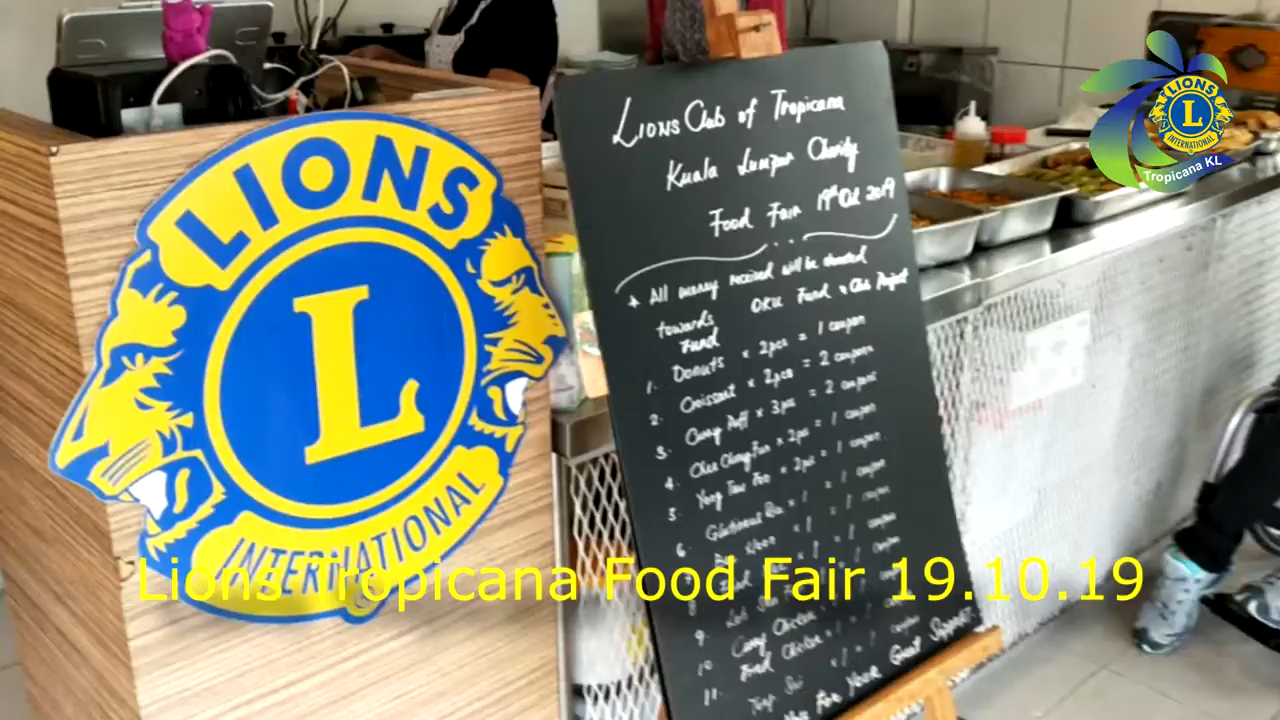 LIONS
L
INTERNATIONAL
LIONS
L
INTERNATIONAL
Tropicana KL
Lions Club of Tropicana
Kuala Lumpur Charity
Food Fair 19th Oct 2019
* All money received will be donated
towards OKU Fund & Club Project
Fund
1. Donuts x 2pcs = 1 coupon
2. Croissant x 2pcs = 2 coupons
3. Curry Puff x 3pcs = 2 coupons
4. Chee Cheong Fun x 2pcs = 1 coupon
5. Yong Tau Foo x 2pcs = 1 coupon
6. Glutinous Rice x 1 = 1 coupon
8
9
10 Curry Chicken
11. Fried Chicken
for Your Great Support
Lions Tropicana Food Fair 19.10.19